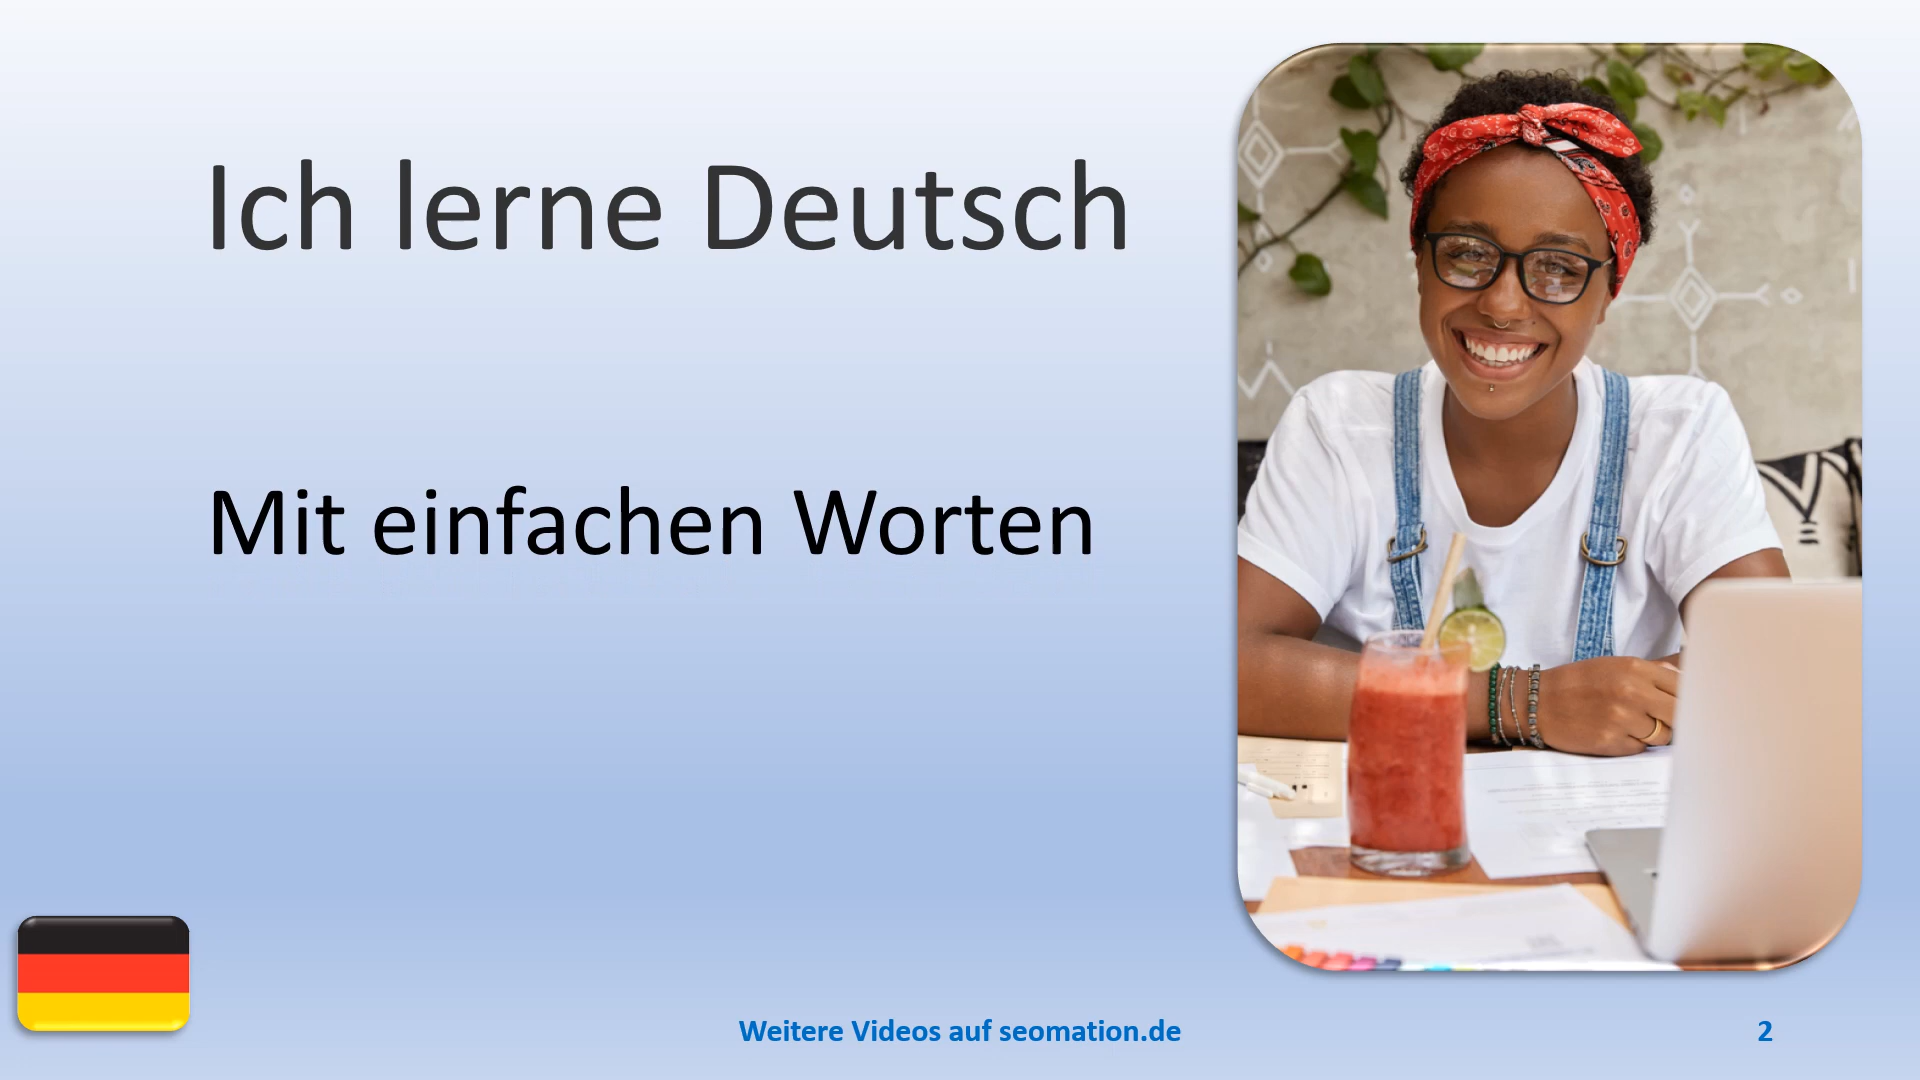 Ich lerne Deutsch
Mit einfachen Worten
Weitere Videos auf seomation.de
2